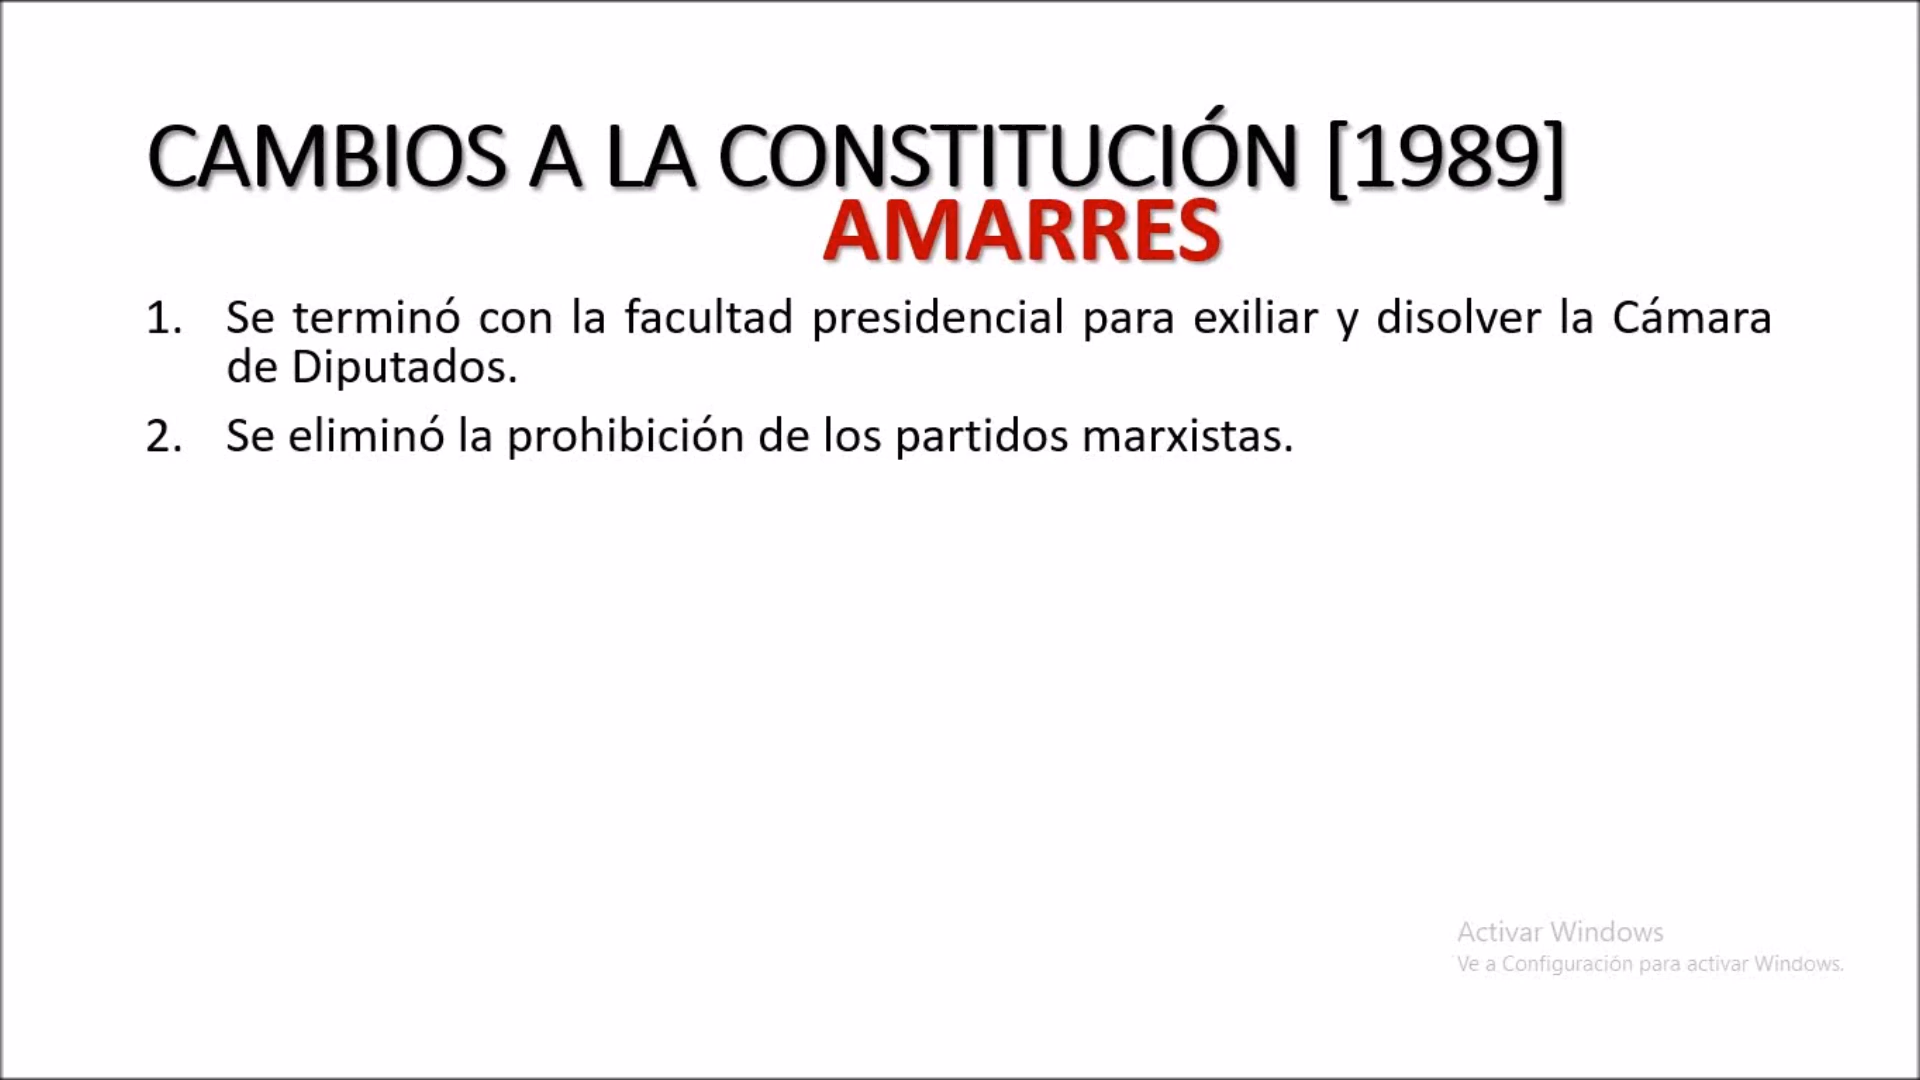 CAMBIOS A LA CONSTITUCIÓN [1989]
AMARRES
1. Se terminó con la facultad presidencial para exiliar y disolver la Cámara
de Diputados.
2. Se eliminó la prohibición de los partidos marxistas.
Activar Windows
Ve a Configuración para activar Windows.